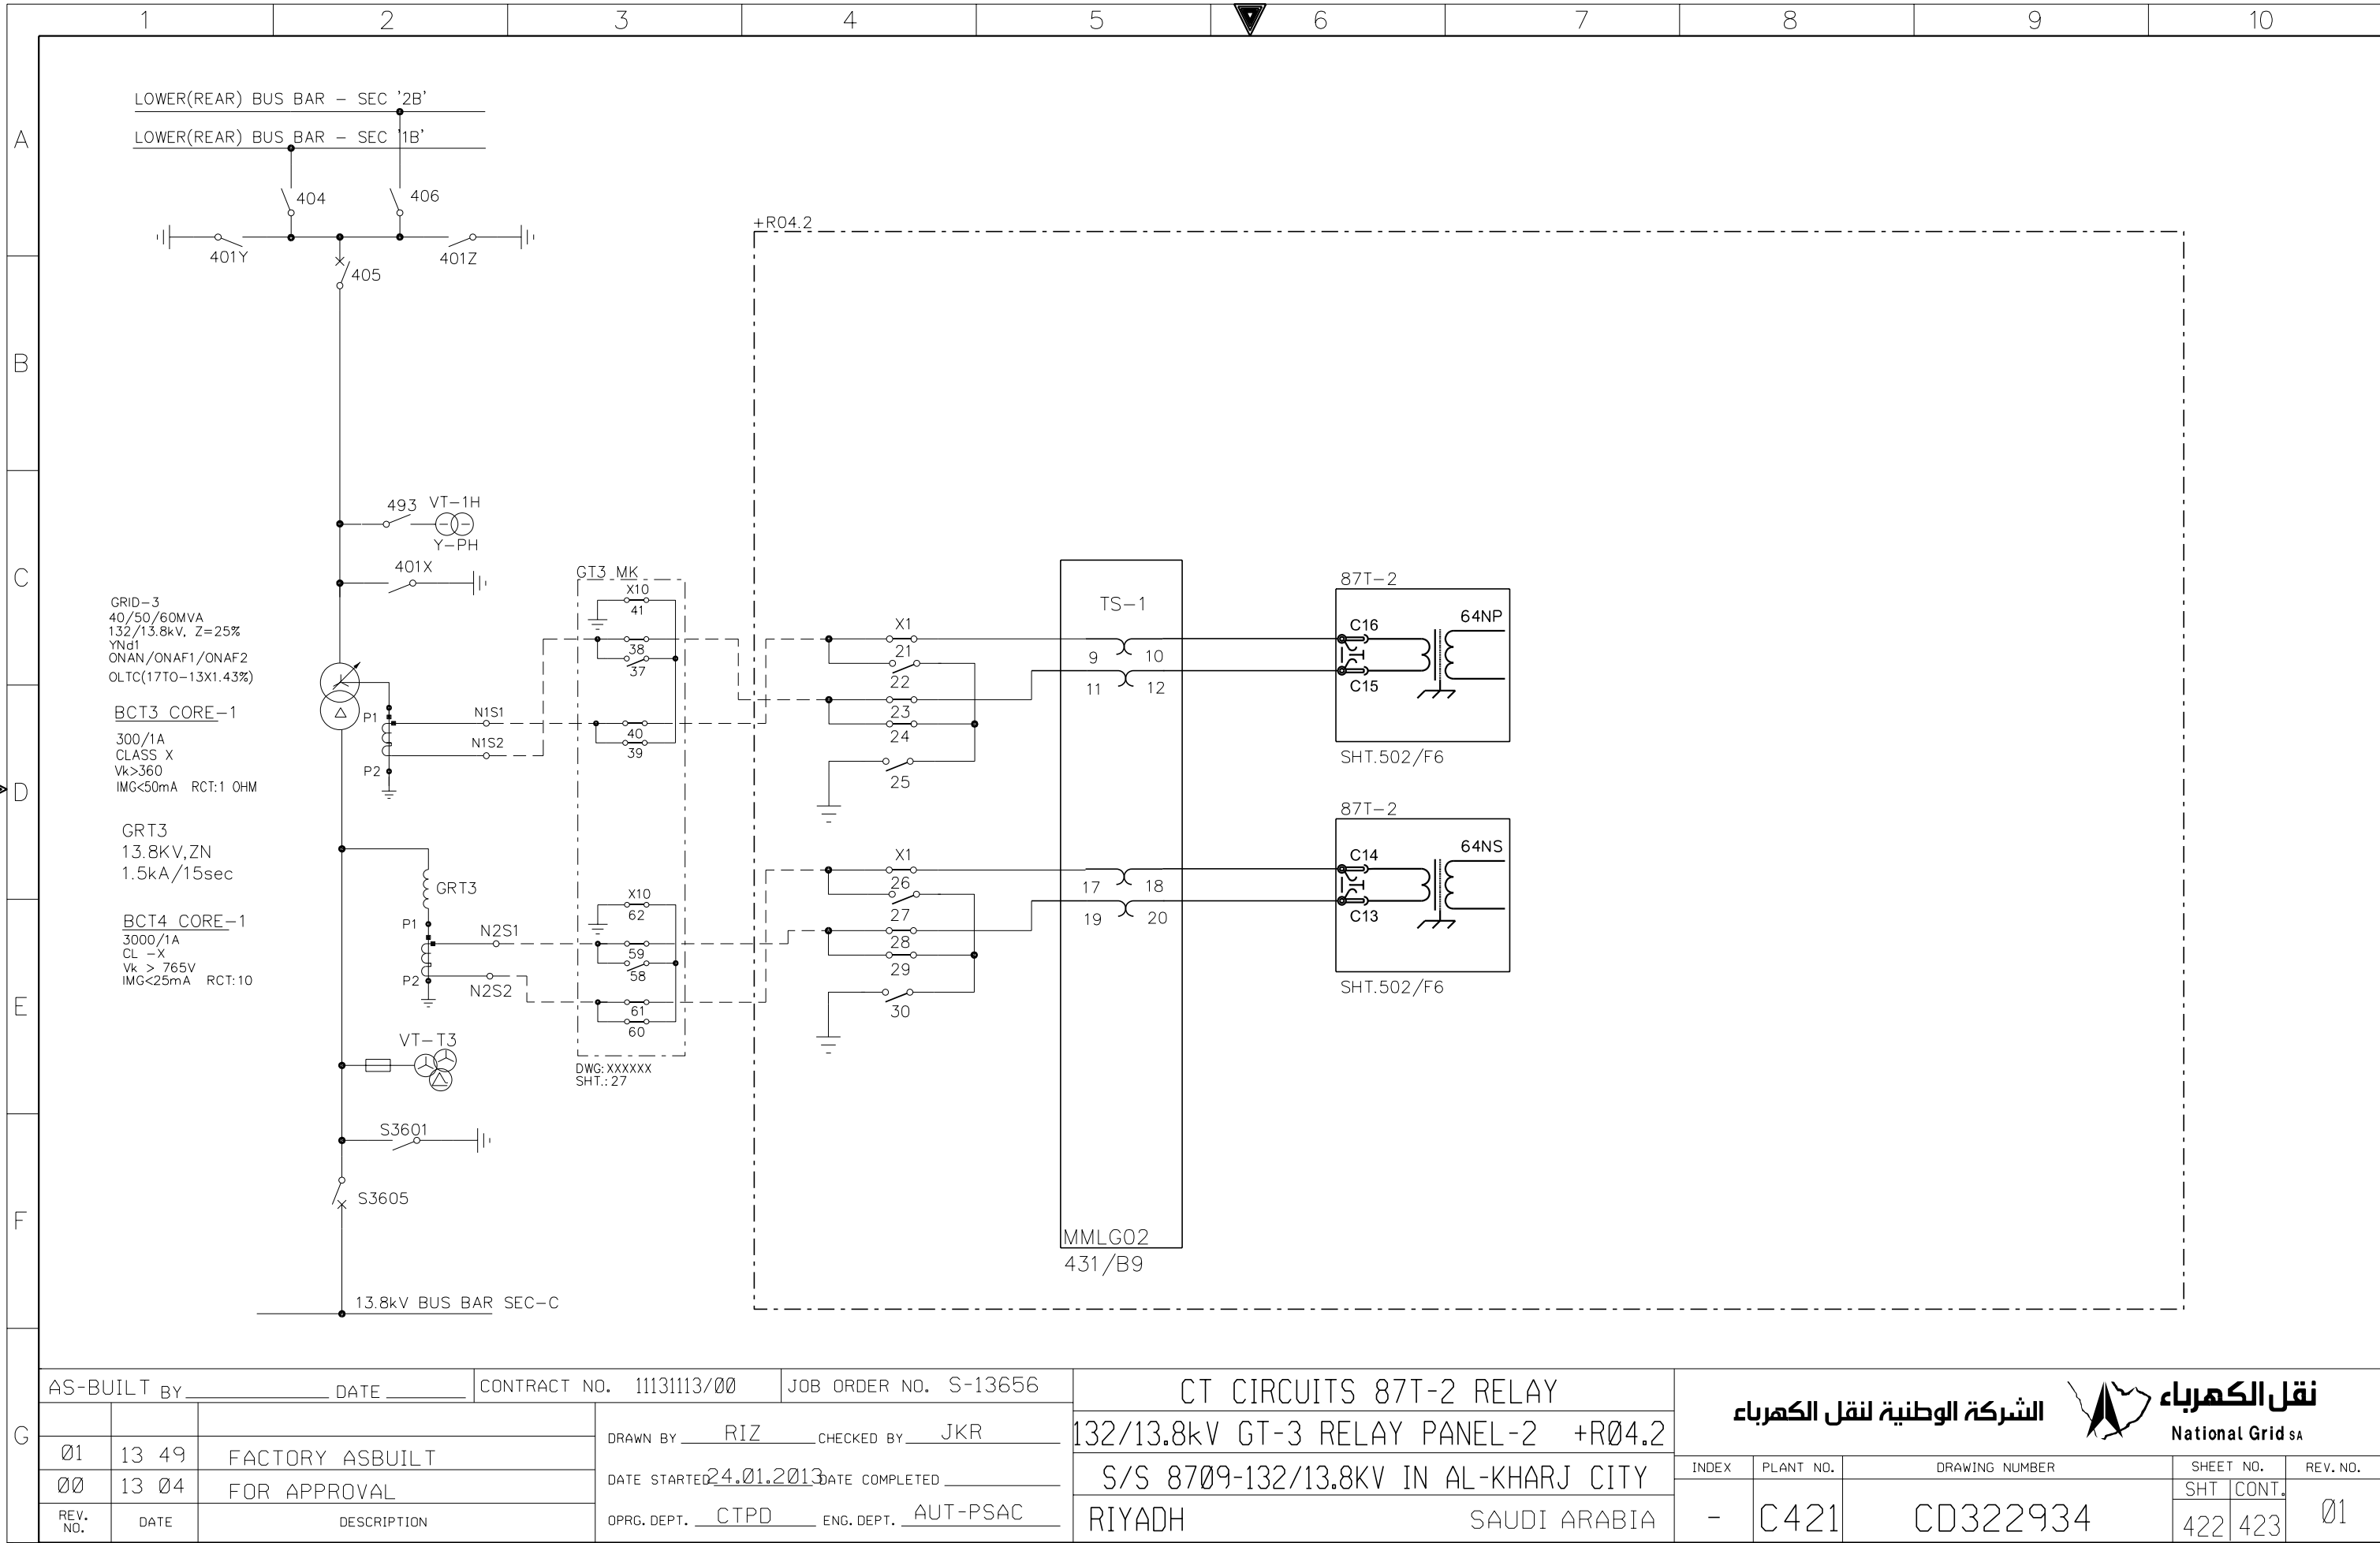 1 2 3 4 5 6 7 8 9 10
A
B
C
D
E
F
G
LOWER(REAR) BUS BAR - SEC '2B'
LOWER(REAR) BUS BAR - SEC '1B'
404
406
401Y
401Z
405
493 VT-1H
Y-PH
401X
GRID-3
40/50/60MVA
132/13.8kV, Z=25%
YNd1
ONAN/ONAF1/ONAF2
OLTC(17TO-13X1.43%)
BCT3 CORE-1
300/1A
CLASS X
Vk>360
IMG<50mA RCT:1 OHM
P1
P2
N1S1
N1S2
GRT3
13.8KV,ZN
1.5kA/15sec
GRT3
BCT4 CORE-1
3000/1A
CL -X
Vk > 765V
IMG<25mA RCT:10
P1
P2
N2S1
N2S2
VT-T3
S3601
S3605
13.8kV BUS BAR SEC-C
GT3 MK
X10
41
38
37
40
39
X10
62
59
58
61
60
DWG: XXXXXX
SHT.: 27
+R04.2
X1
21
22
23
24
25
X1
26
27
28
29
30
TS-1
9 10
11 12
17 18
19 20
MMLG02
431/B9
87T-2
C16
C15
64NP
SHT.502/F6
87T-2
C14
C13
64NS
SHT.502/F6
AS-BUILT BY DATE
CONTRACT NO. 11131113/00
JOB ORDER NO. S-13656
01 13 49 FACTORY ASBUILT
00 13 04 FOR APPROVAL
REV. NO. DATE DESCRIPTION
DRAWN BY RIZ CHECKED BY JKR
DATE STARTED 24.01.2013 DATE COMPLETED
OPRG. DEPT. CTPD ENG. DEPT. AUT-PSAC
CT CIRCUITS 87T-2 RELAY
132/13.8kV GT-3 RELAY PANEL-2 +R04.2
S/S 8709-132/13.8KV IN AL-KHARJ CITY
RIYADH SAUDI ARABIA
الشركة الوطنية لنقل الكهرباء
نقل الكهرباء
National Grid SA
INDEX PLANT NO. DRAWING NUMBER SHEET NO. REV. NO.
SHT CONT.
- C421 CD322934 422 423 01